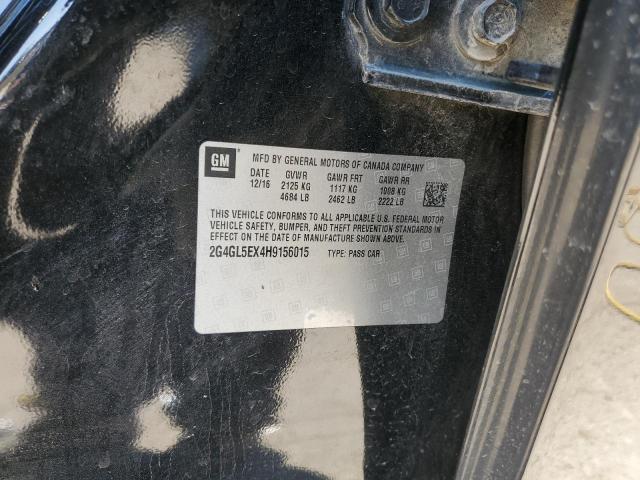 GM
MFD BY GENERAL MOTORS OF CANADA COMPANY
DATE GVWR GAWR FRT GAWR RR
12/16 2125 KG 1117 KG 1008 KG
4684 LB 2462 LB 2222 LB
THIS VEHICLE CONFORMS TO ALL APPLICABLE U.S. FEDERAL MOTOR
VEHICLE SAFETY, BUMPER, AND THEFT PREVENTION STANDARDS IN
EFFECT ON THE DATE OF MANUFACTURE SHOWN ABOVE.
2G4GL5EX4H9156015 TYPE: PASS CAR